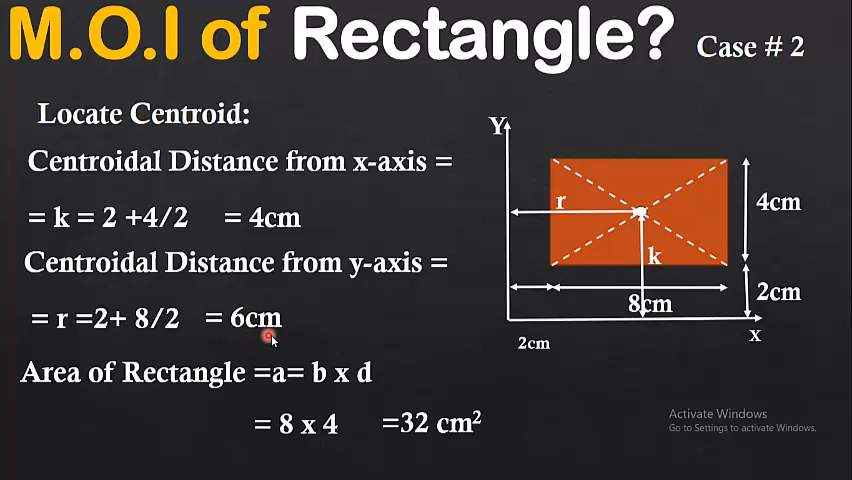 M.O.I of Rectangle? Case # 2
Locate Centroid:
Centroidal Distance from x-axis =
= k = 2 +4/2 = 4cm
Centroidal Distance from y-axis =
= r =2+ 8/2 = 6cm
Area of Rectangle =a= b x d
= 8 x 4 =32 cm²
Y
r
k
4cm
2cm
8cm
X
2cm
Activate Windows
Go to Settings to activate Windows.